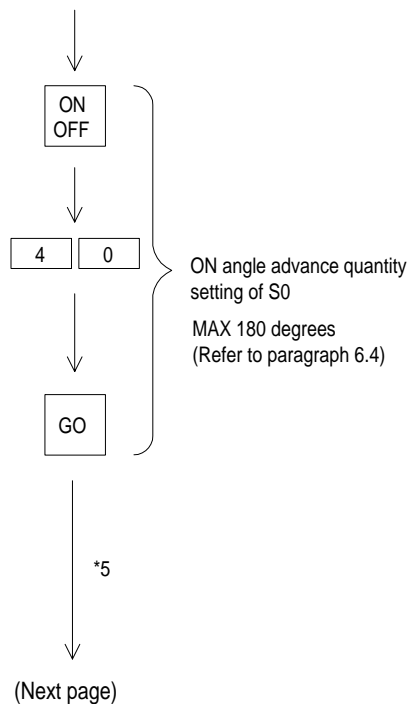 ON
OFF
4 0
ON angle advance quantity
setting of S0
MAX 180 degrees
(Refer to paragraph 6.4)
GO
*5
(Next page)